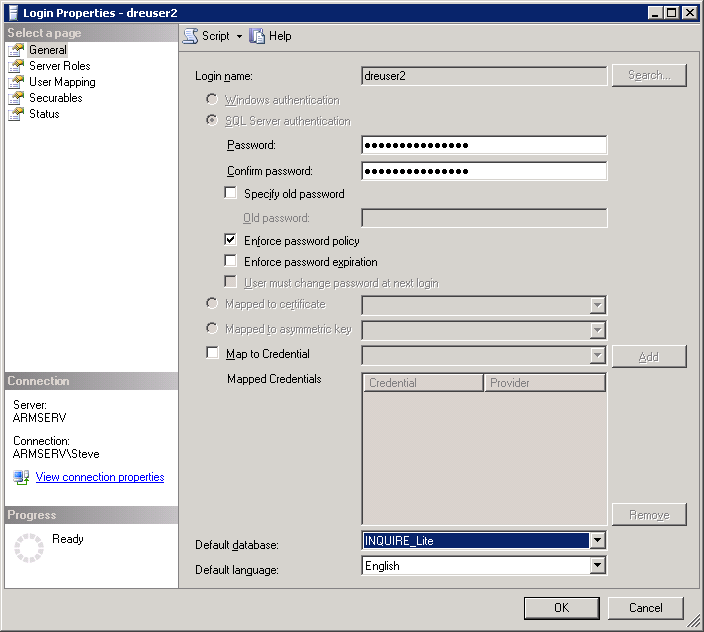 Login Properties - dreuser2
Select a page
General
Server Roles
User Mapping
Securables
Status
Script
Help
Login name:
dreuser2
Search...
Windows authentication
SQL Server authentication
Password:
●●●●●●●●●●●●●●●
Confirm password:
●●●●●●●●●●●●●●●
Specify old password
Old password:
Enforce password policy
Enforce password expiration
User must change password at next login
Mapped to certificate
Mapped to asymmetric key
Map to Credential
Add
Mapped Credentials
Credential Provider
Remove
Default database:
INQUIRE_Lite
Default language:
English
Connection
Server:
ARMSERV
Connection:
ARMSERV\Steve
View connection properties
Progress
Ready
OK
Cancel